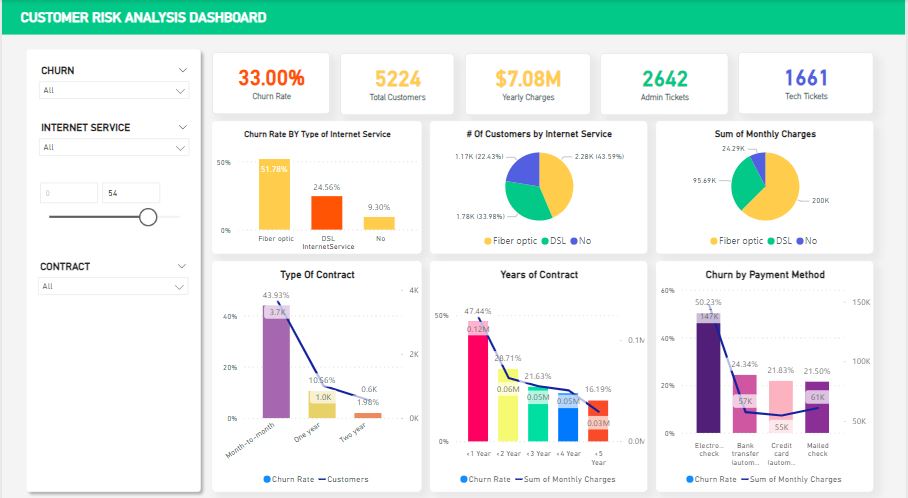 CUSTOMER RISK ANALYSIS DASHBOARD
CHURN
All
INTERNET SERVICE
All
0
54
CONTRACT
All
33.00%
Churn Rate
5224
Total Customers
$7.08M
Yearly Charges
2642
Admin Tickets
1661
Tech Tickets
Churn Rate BY Type of Internet Service
50%
0%
51.78%
24.56%
9.30%
Fiber optic
DSL
No
InternetService
# Of Customers by Internet Service
1.17K (22.43%)
2.28K (43.59%)
1.78K (33.98%)
Fiber optic DSL No
Sum of Monthly Charges
24.29K
95.69K
200K
Fiber optic DSL No
Type Of Contract
40%
20%
0%
4K
2K
0K
43.93%
3.7K
10.56%
1.0K
0.6K
1.98%
Month-to-month
One year
Two year
Churn Rate Customers
Years of Contract
50%
0%
0.1M
0.0M
47.44%
0.12M
28.71%
0.06M
21.63%
0.05M
0.05M
16.19%
0.03M
<1 Year
<2 Year
<3 Year
<4 Year
<5
Year
Churn Rate Sum of Monthly Charges
Churn by Payment Method
60%
40%
20%
0%
150K
100K
50K
50.23%
147K
24.34%
57K
21.83%
55K
21.50%
61K
Electro...
check
Bank
transfer
(autom...
Credit
card
(autom...
Mailed
check
Churn Rate Sum of Monthly Charges